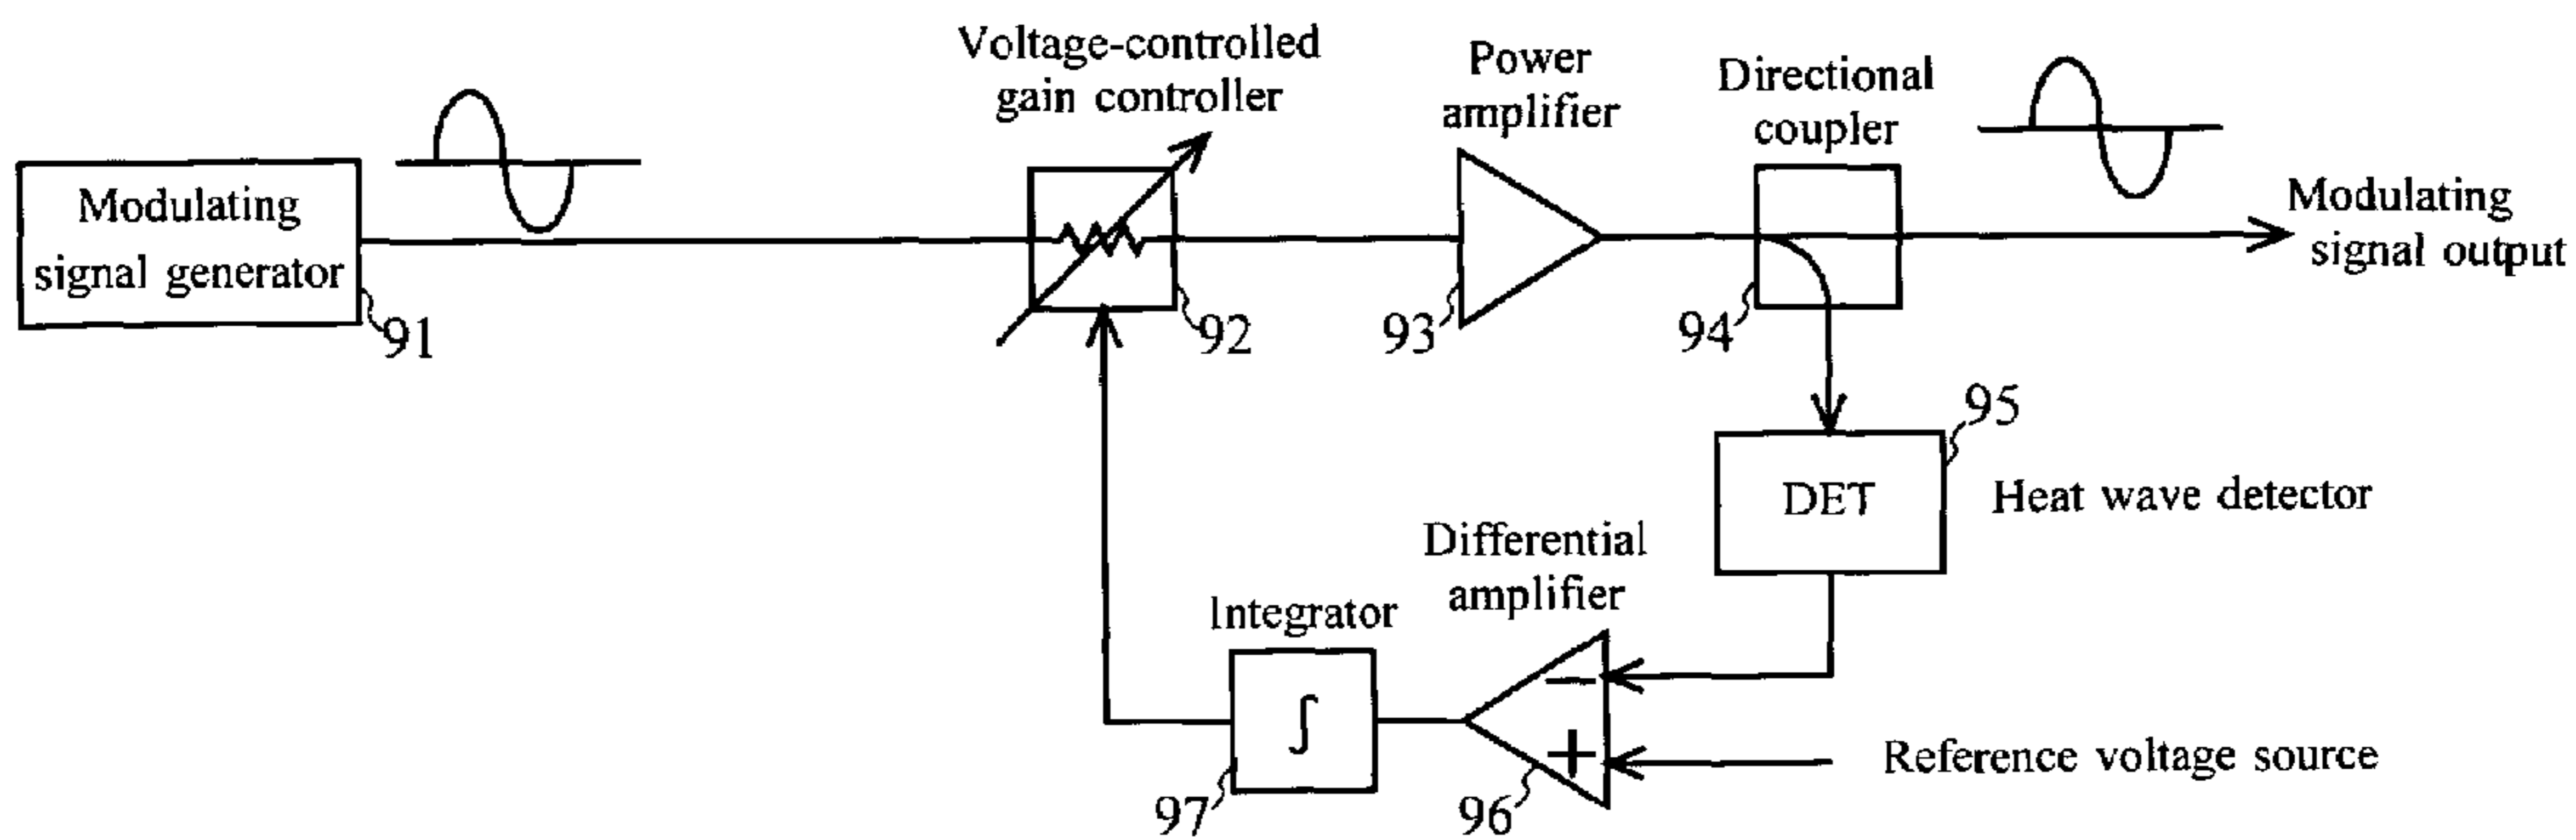 Voltage-controlled
gain controller
Power
amplifier
Directional
coupler
Modulating
signal generator
91
92
93
94
Modulating
signal output
95
DET
Heat wave detector
Differential
amplifier
Integrator
∫
−
+
Reference voltage source
97
96